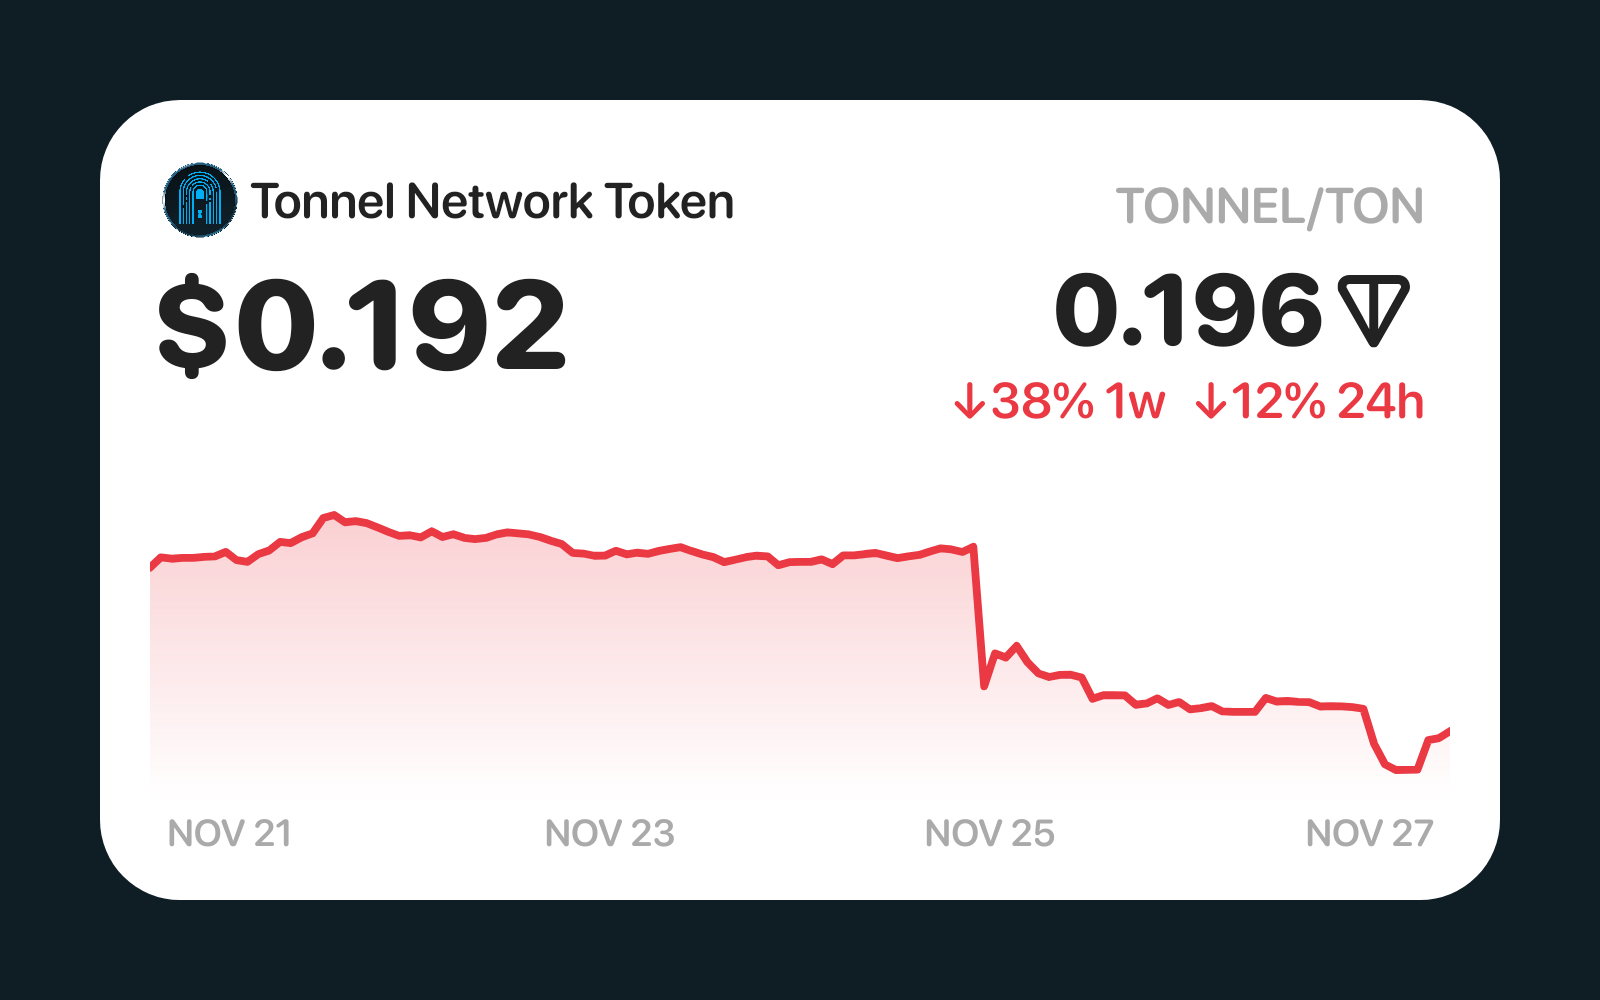 Tonnel Network Token
TONNEL/TON
$0.192
0.196
↓38% 1w ↓12% 24h
NOV 21
NOV 23
NOV 25
NOV 27